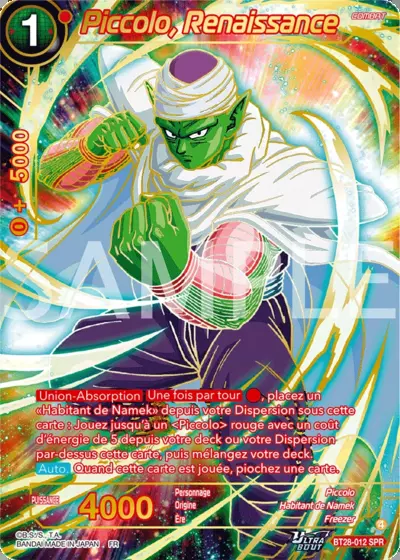 1
Piccolo, Renaissance
COMBAT
0 + 5000
SAMPLE
Union-Absorption Une fois par tour , placez un
«Habitant de Namek» depuis votre Dispersion sous cette
carte : Jouez jusqu'à un <Piccolo> rouge avec un coût
d'énergie de 5 depuis votre deck ou votre Dispersion
par-dessus cette carte, puis mélangez votre deck.
Auto. Quand cette carte est jouée, piochez une carte.
4
PUISSANCE 4000
Personnage Piccolo
Origine Habitant de Namek
Ère Freezer
©B.S./S., T.A.
BANDAI MADE IN JAPAN FR
ULTRA BOUT
BT28-012 SPR